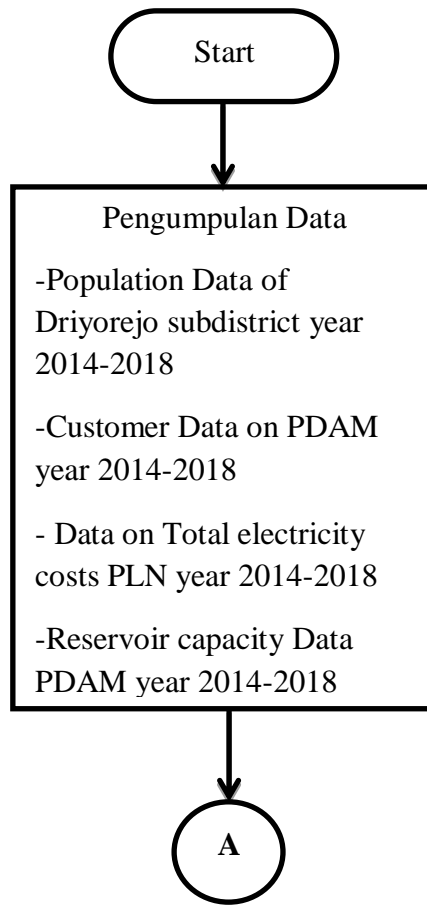 Start
Pengumpulan Data
-Population Data of
Driyorejo subdistrict year
2014-2018
-Customer Data on PDAM
year 2014-2018
- Data on Total electricity
costs PLN year 2014-2018
-Reservoir capacity Data
PDAM year 2014-2018
A